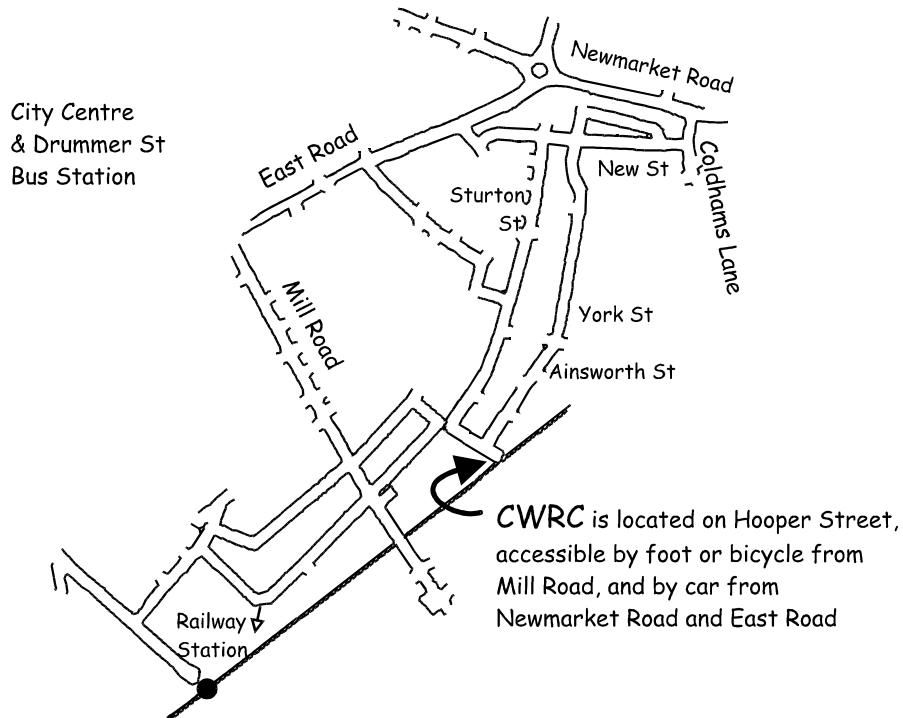 Newmarket Road
City Centre
& Drummer St
Bus Station
East Road
New St
Coldhams Lane
Sturton
St
Mill Road
York St
Ainsworth St
CWRC is located on Hooper Street,
accessible by foot or bicycle from
Mill Road, and by car from
Newmarket Road and East Road
Railway
Station